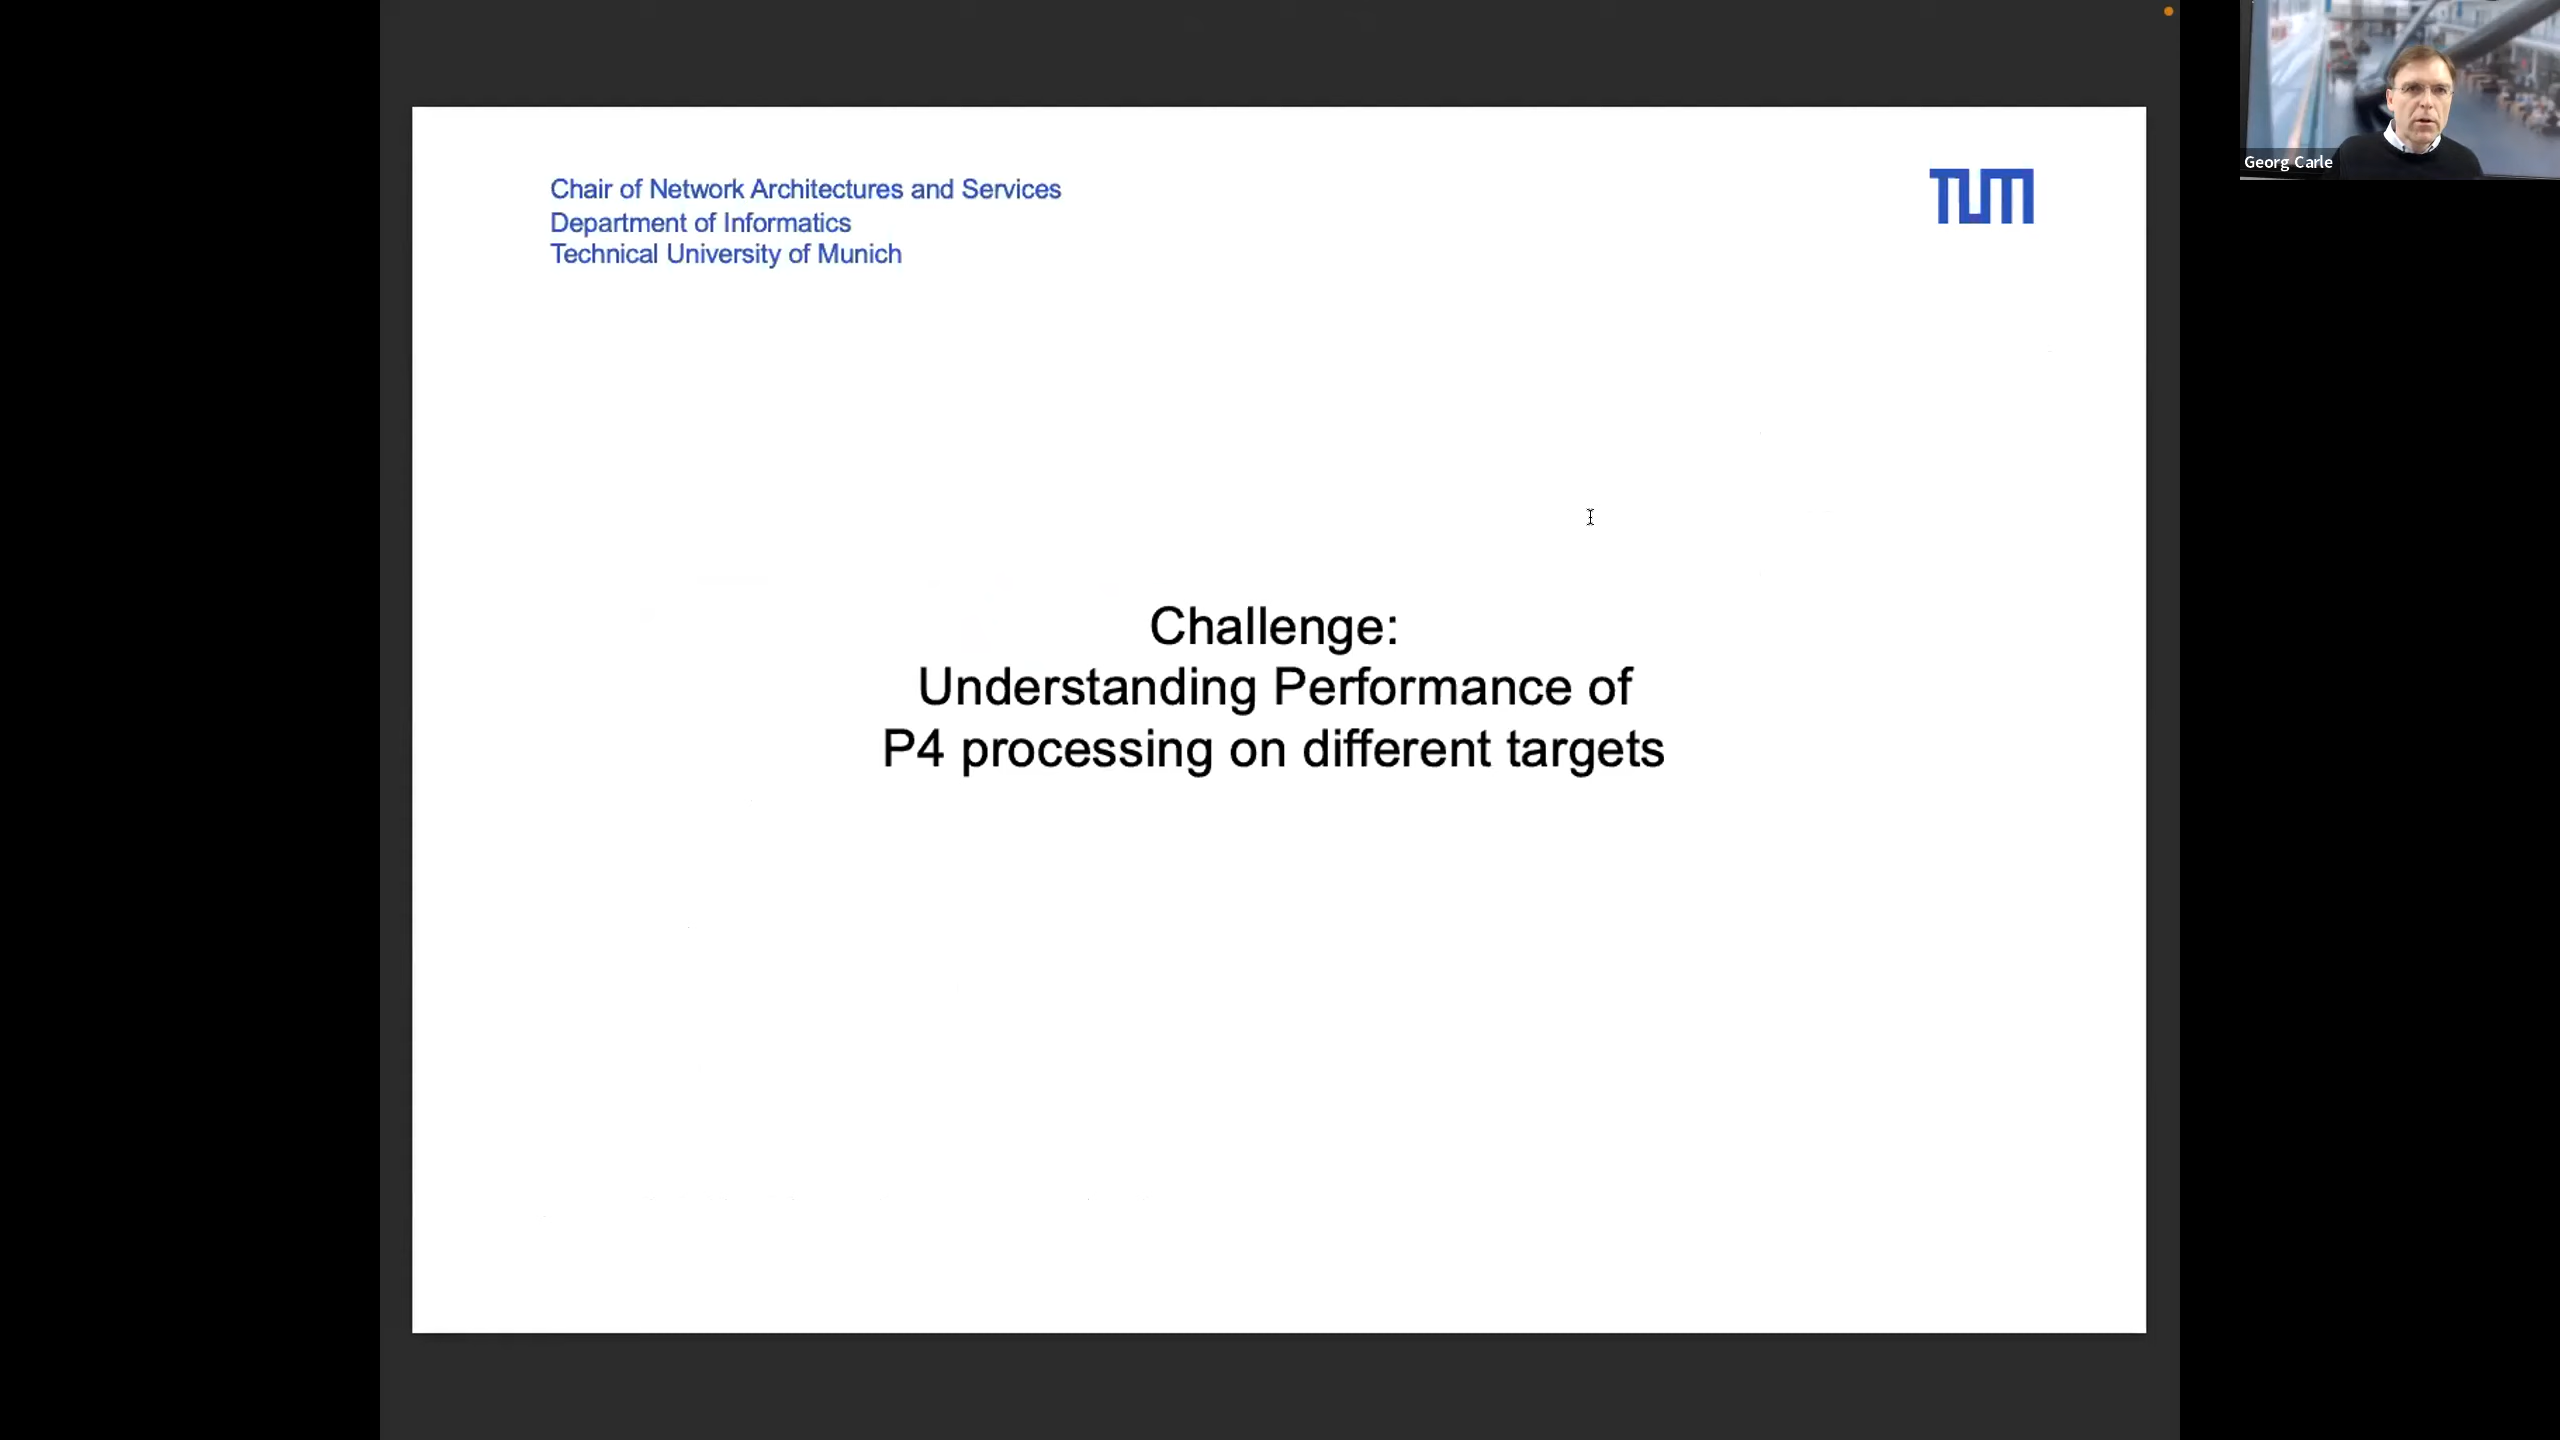 Chair of Network Architectures and Services
Department of Informatics
Technical University of Munich
TUM
Georg Carle
Challenge:
Understanding Performance of
P4 processing on different targets